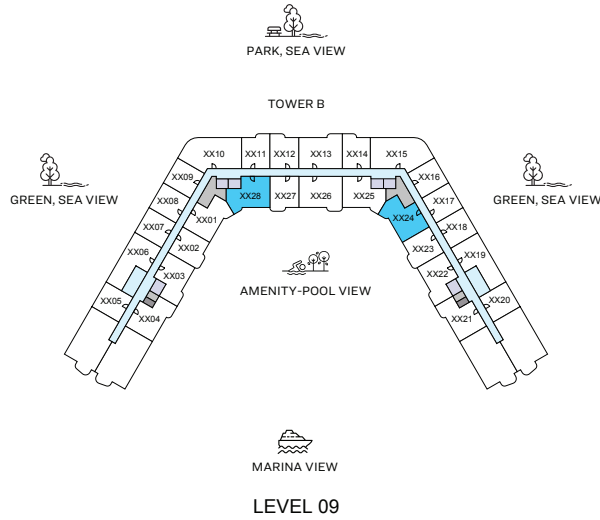 PARK, SEA VIEW
TOWER B
XX10 XX11 XX12 XX13 XX14 XX15
XX09 XX16
XX08 XX01 XX28 XX27 XX26 XX25 XX24 XX17
GREEN, SEA VIEW GREEN, SEA VIEW
XX07 XX02 XX23 XX18
XX06 XX03 XX22 XX19
AMENITY-POOL VIEW
XX05 XX04 XX21 XX20
MARINA VIEW
LEVEL 09